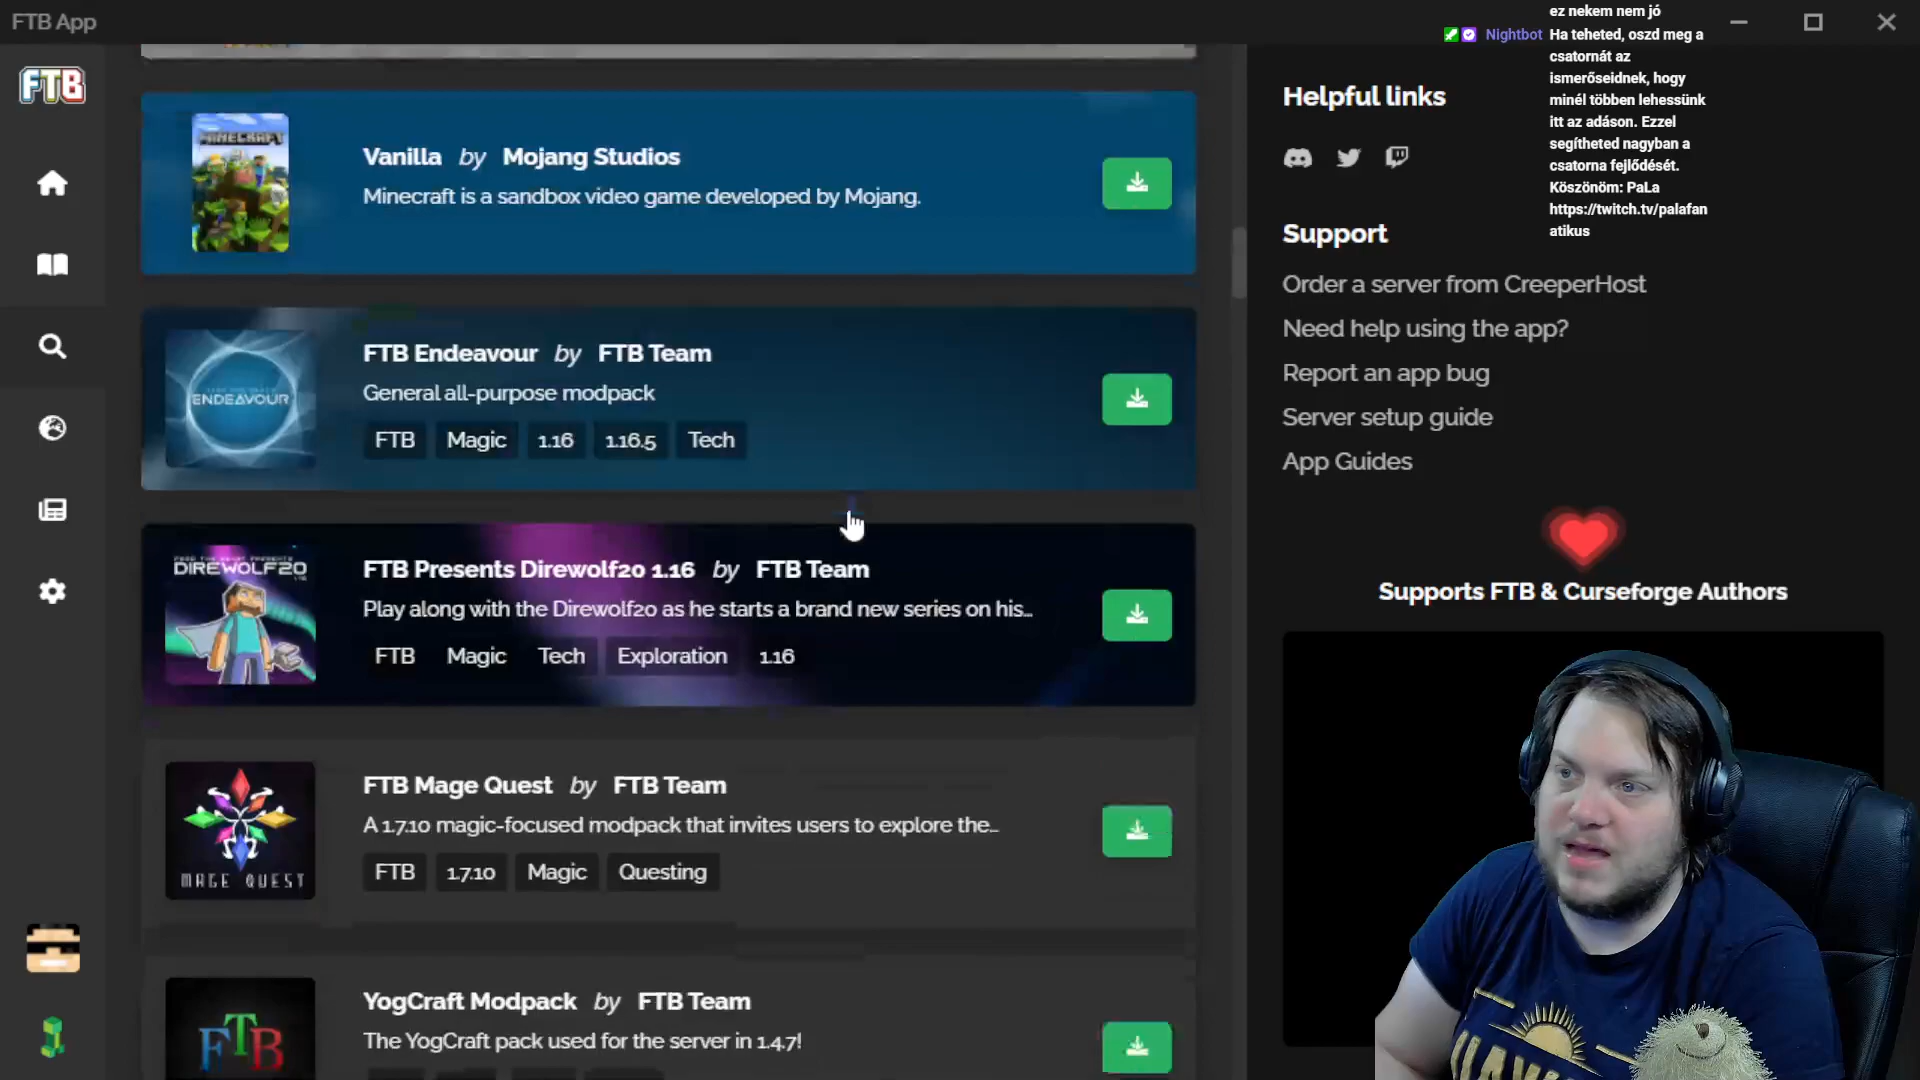 FTB App
FTB
MINECRAFT
Vanilla by Mojang Studios
Minecraft is a sandbox video game developed by Mojang.
ENDEAVOUR
FTB Endeavour by FTB Team
General all-purpose modpack
FTB Magic 1.16 1.16.5 Tech
DIREWOLF20
FTB Presents Direwolf20 1.16 by FTB Team
Play along with the Direwolf20 as he starts a brand new series on his...
FTB Magic Tech Exploration 1.16
MAGE QUEST
FTB Mage Quest by FTB Team
A 1.7.10 magic-focused modpack that invites users to explore the...
FTB 1.7.10 Magic Questing
FTB
YogCraft Modpack by FTB Team
The YogCraft pack used for the server in 1.4.7!
ez nekem nem jó
Nightbot Ha teheted, oszd meg a
csatornát az
ismerőseidnek, hogy
minél többen lehessünk
itt az adáson. Ezzel
segítheted nagyban a
csatorna fejlődését.
Köszönöm: PaLa
https://twitch.tv/palafan
atikus
Helpful links
Support
Order a server from CreeperHost
Need help using the app?
Report an app bug
Server setup guide
App Guides
Supports FTB & Curseforge Authors